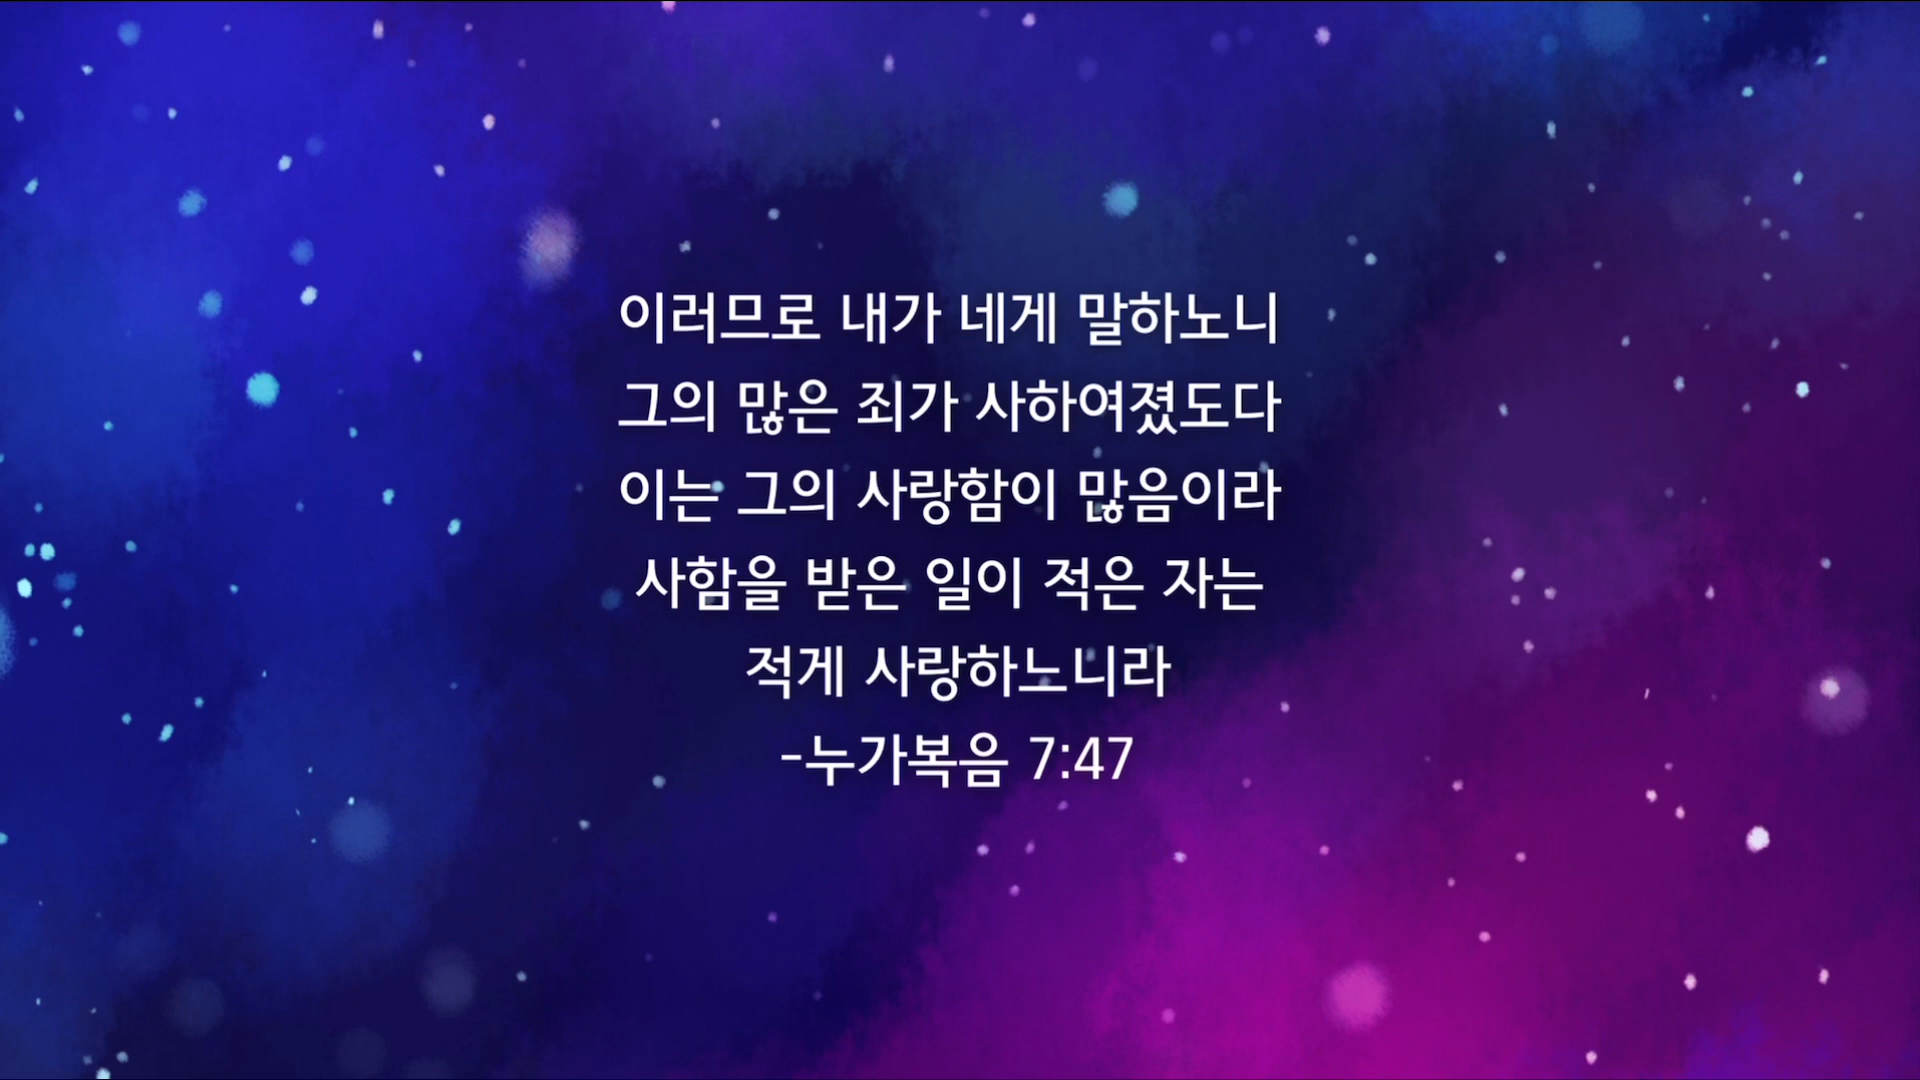 이러므로 내가 네게 말하노니
그의 많은 죄가 사하여졌도다
이는 그의 사랑함이 많음이라
사함을 받은 일이 적은 자는
적게 사랑하느니라
-누가복음 7:47